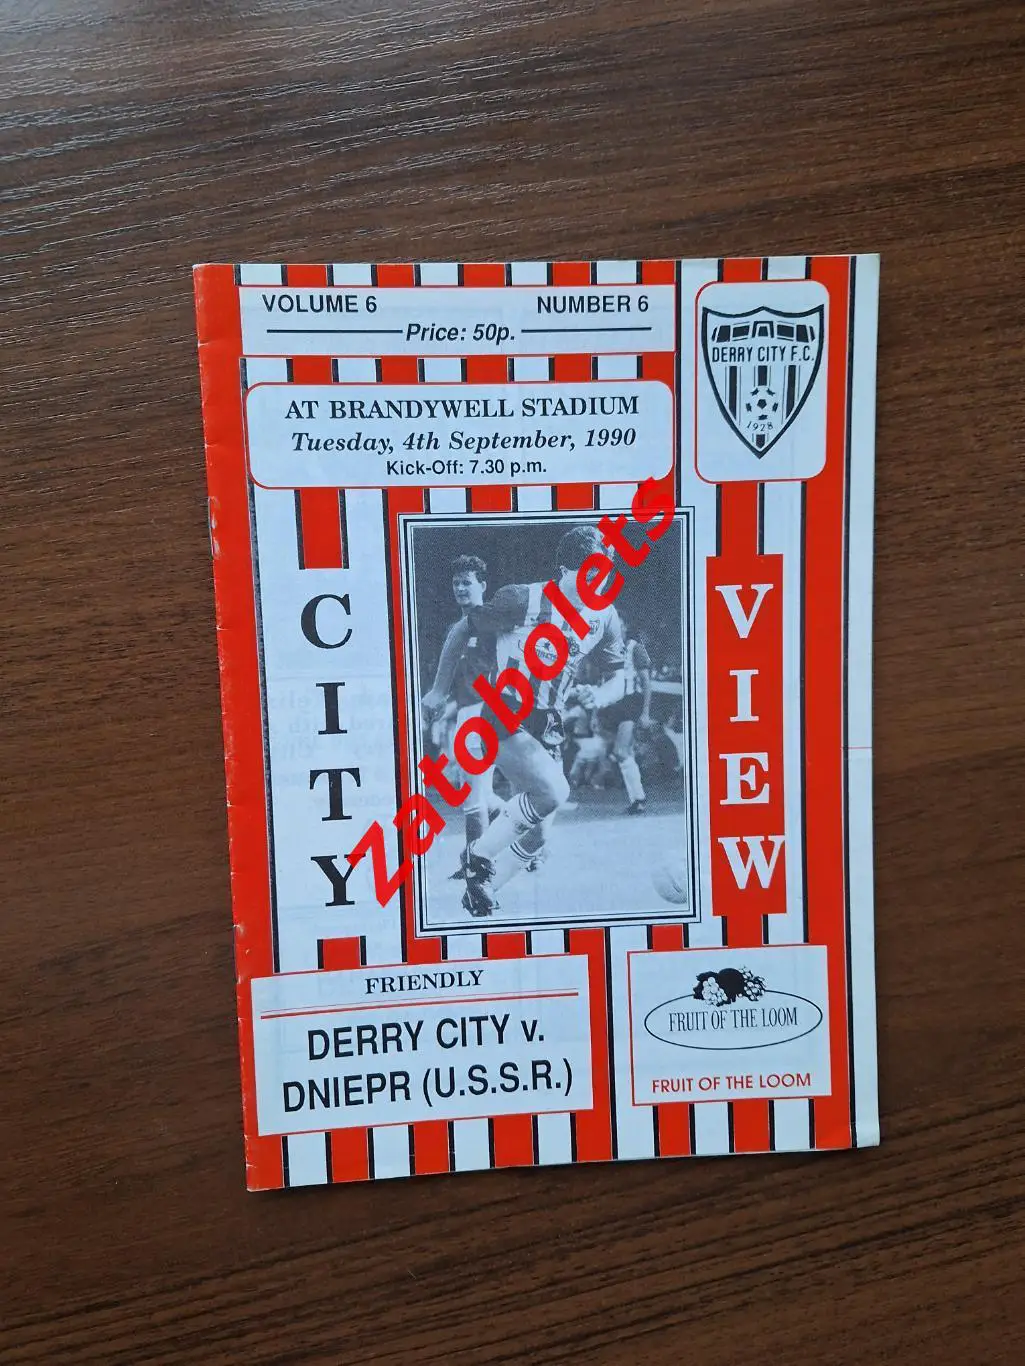 VOLUME 6 NUMBER 6
Price: 50p.
DERRY CITY F.C.
1928
AT BRANDYWELL STADIUM
Tuesday, 4th September, 1990
Kick-Off: 7.30 p.m.
CITY
VIEW
Zatobolets
FRIENDLY
DERRY CITY v.
DNIEPR (U.S.S.R.)
FRUIT OF THE LOOM
FRUIT OF THE LOOM